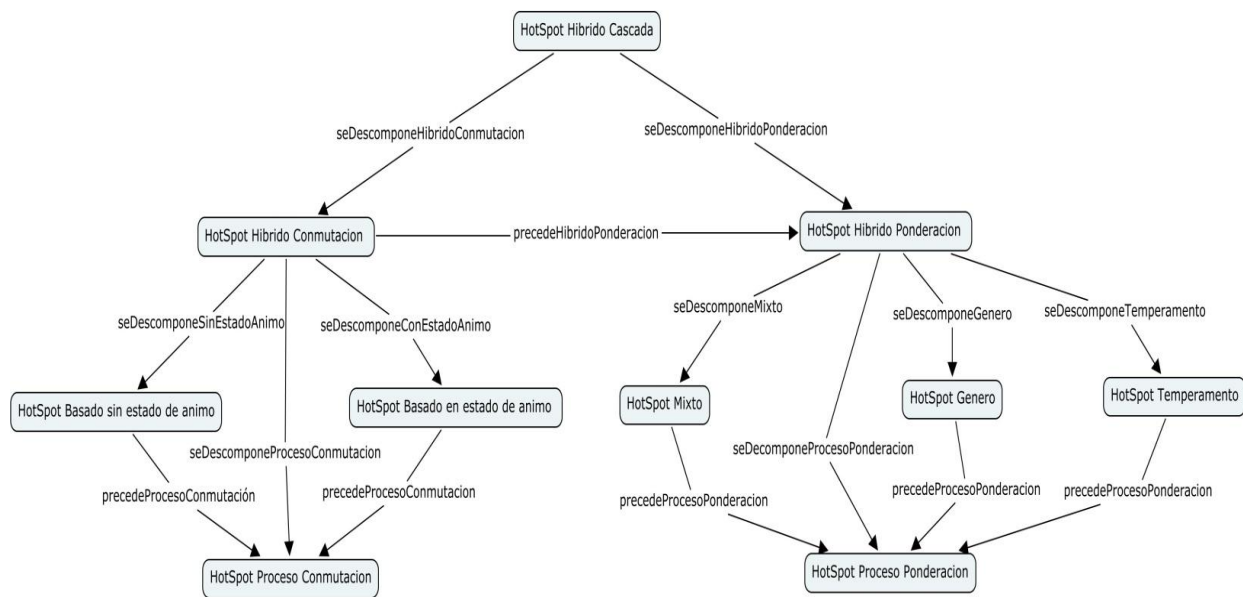 HotSpot Hibrido Cascada
seDescomponeHibridoConmutacion
seDescomponeHibridoPonderacion
HotSpot Hibrido Conmutacion
precedeHibridoPonderacion
HotSpot Hibrido Ponderacion
seDescomponeSinEstadoAnimo
seDescomponeConEstadoAnimo
seDescomponeMixto
seDescomponeGenero
seDescomponeTemperamento
HotSpot Basado sin estado de animo
HotSpot Basado en estado de animo
HotSpot Mixto
HotSpot Genero
HotSpot Temperamento
seDescomponeProcesoConmutacion
seDecomponeProcesoPonderacion
precedeProcesoConmutación
precedeProcesoConmutacion
precedeProcesoPonderacion
precedeProcesoPonderacion
precedeProcesoPonderacion
HotSpot Proceso Conmutacion
HotSpot Proceso Ponderacion